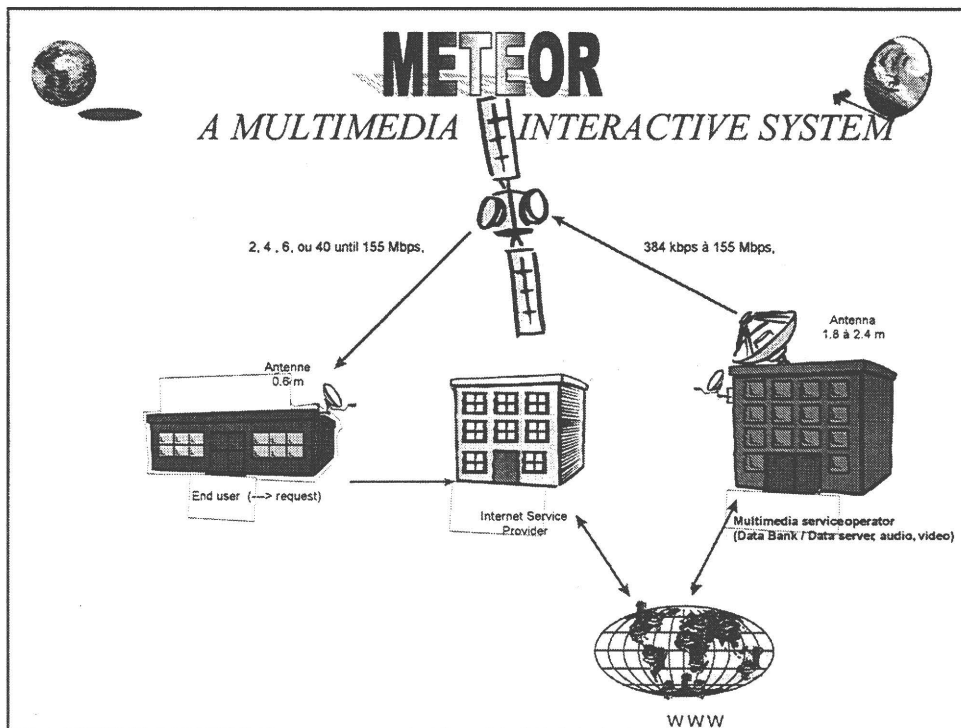 METEOR
A MULTIMEDIA INTERACTIVE SYSTEM
2, 4 , 6, ou 40 until 155 Mbps,
384 kbps à 155 Mbps,
Antenna
1.8 à 2.4 m
Antenne
0.6 m
End user (---> request)
Internet Service
Provider
Multimedia serviceoperator
(Data Bank / Data server, audio, video)
W W W